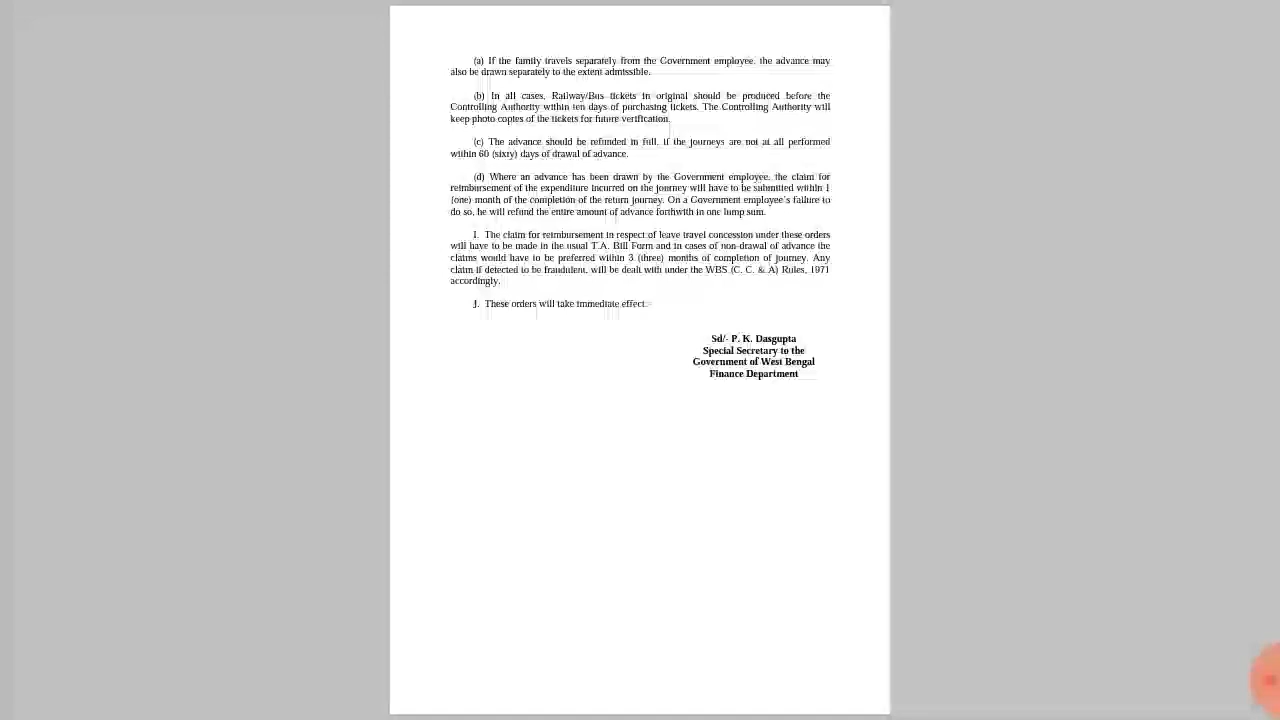 (a) If the family travels separately from the Government employee, the advance may
also be drawn separately to the extent admissible.
(b) In all cases, Railway/Bus tickets in original should be produced before the
Controlling Authority within ten days of purchasing tickets. The Controlling Authority will
keep photo copies of the tickets for future verification.
(c) The advance should be refunded in full, if the journeys are not at all performed
within 60 (sixty) days of drawal of advance.
(d) Where an advance has been drawn by the Government employee, the claim for
reimbursement of the expenditure incurred on the journey will have to be submitted within 1
(one) month of the completion of the return journey. On a Government employee's failure to
do so, he will refund the entire amount of advance forthwith in one lump sum.
I. The claim for reimbursement in respect of leave travel concession under these orders
will have to be made in the usual T.A. Bill Form and in cases of non-drawal of advance the
claims would have to be preferred within 3 (three) months of completion of journey. Any
claim if detected to be fraudulent, will be dealt with under the WBS (C. C. & A) Rules, 1971
accordingly.
J. These orders will take immediate effect.
Sd/- P. K. Dasgupta
Special Secretary to the
Government of West Bengal
Finance Department